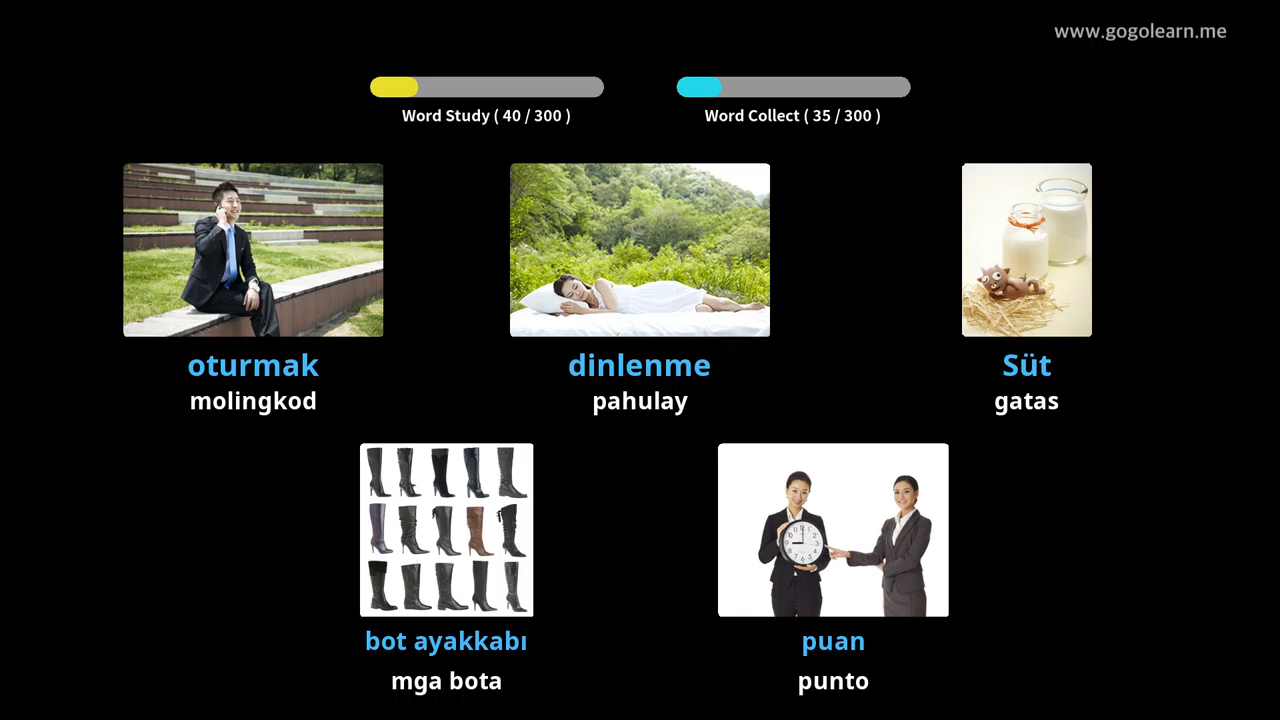 www.gogolearn.me
Word Study ( 40 / 300 )
Word Collect ( 35 / 300 )
oturmak
molingkod
dinlenme
pahulay
Süt
gatas
bot ayakkabı
mga bota
puan
punto